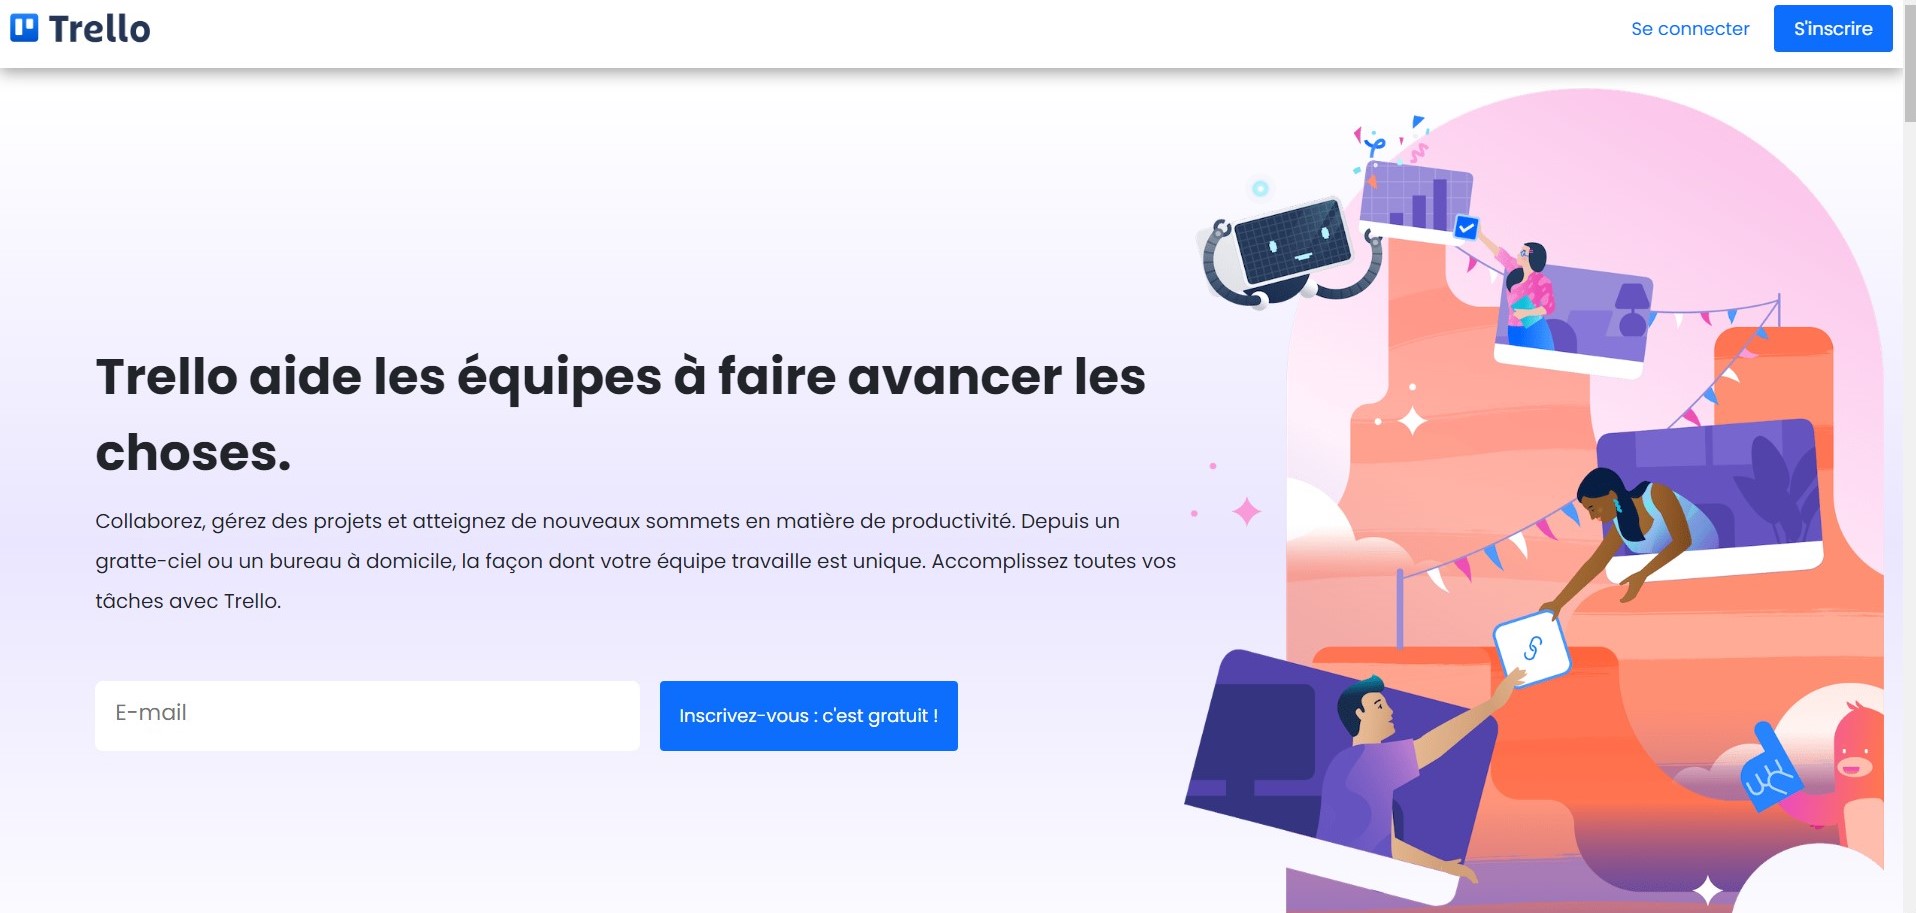 Trello
Se connecter
S'inscrire
Trello aide les équipes à faire avancer les
choses.
Collaborez, gérez des projets et atteignez de nouveaux sommets en matière de productivité. Depuis un
gratte-ciel ou un bureau à domicile, la façon dont votre équipe travaille est unique. Accomplissez toutes vos
tâches avec Trello.
E-mail
Inscrivez-vous : c'est gratuit !